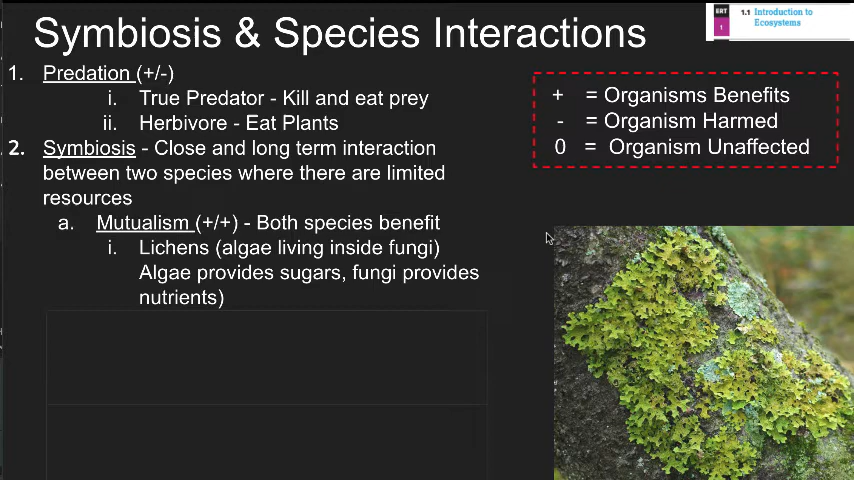 Symbiosis & Species Interactions
ERT
1
1.1 Introduction to
Ecosystems
1. Predation (+/-)
i. True Predator - Kill and eat prey
ii. Herbivore - Eat Plants
2. Symbiosis - Close and long term interaction
between two species where there are limited
resources
a. Mutualism (+/+) - Both species benefit
i. Lichens (algae living inside fungi)
Algae provides sugars, fungi provides
nutrients)
+ = Organisms Benefits
- = Organism Harmed
0 = Organism Unaffected